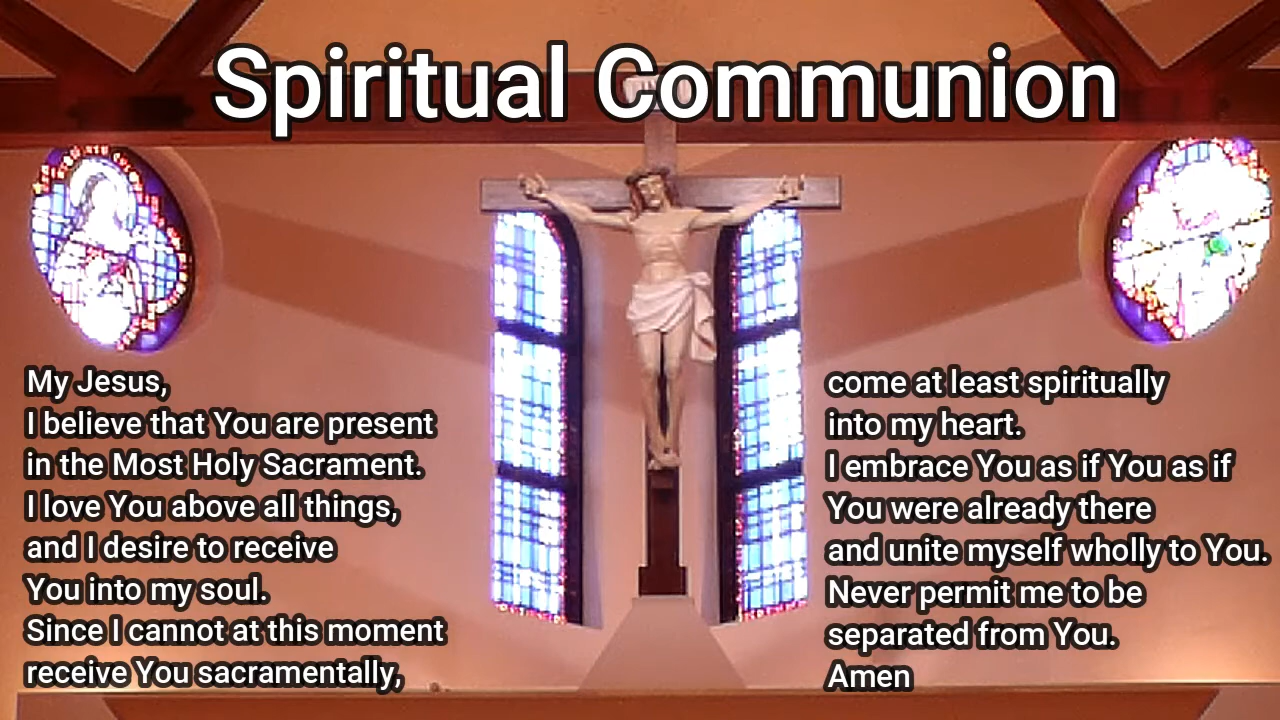 Spiritual Communion
My Jesus,
I believe that You are present
in the Most Holy Sacrament.
I love You above all things,
and I desire to receive
You into my soul.
Since I cannot at this moment
receive You sacramentally,
come at least spiritually
into my heart.
I embrace You as if You as if
You were already there
and unite myself wholly to You.
Never permit me to be
separated from You.
Amen